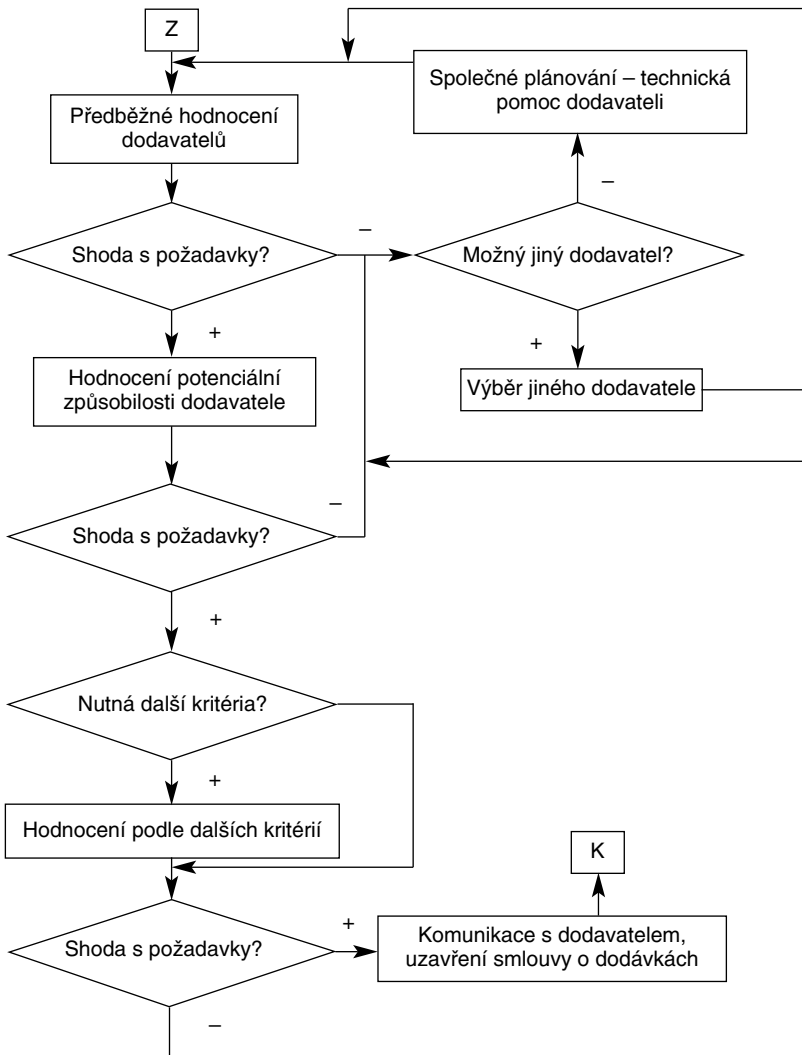 Z
Předběžné hodnocení
dodavatelů
Společné plánování – technická
pomoc dodavateli
–
–
Shoda s požadavky?
Možný jiný dodavatel?
+
+
Hodnocení potenciální
způsobilosti dodavatele
Výběr jiného dodavatele
–
Shoda s požadavky?
+
Nutná další kritéria?
+
Hodnocení podle dalších kritérií
K
+
Shoda s požadavky?
Komunikace s dodavatelem,
uzavření smlouvy o dodávkách
–